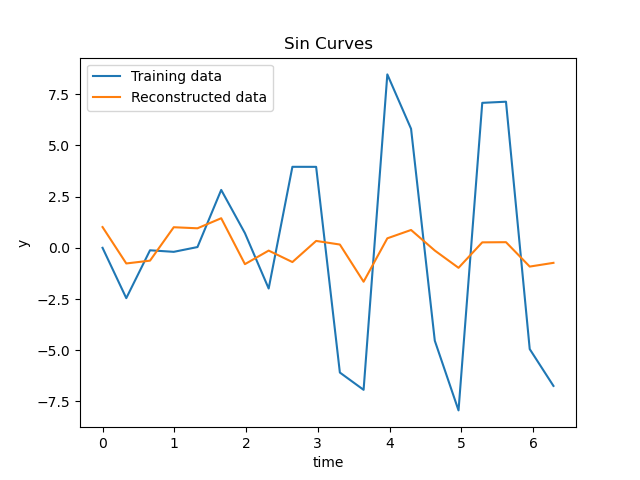 Sin Curves
Training data
Reconstructed data
7.5
5.0
2.5
0.0
−2.5
−5.0
−7.5
y
0 1 2 3 4 5 6
time